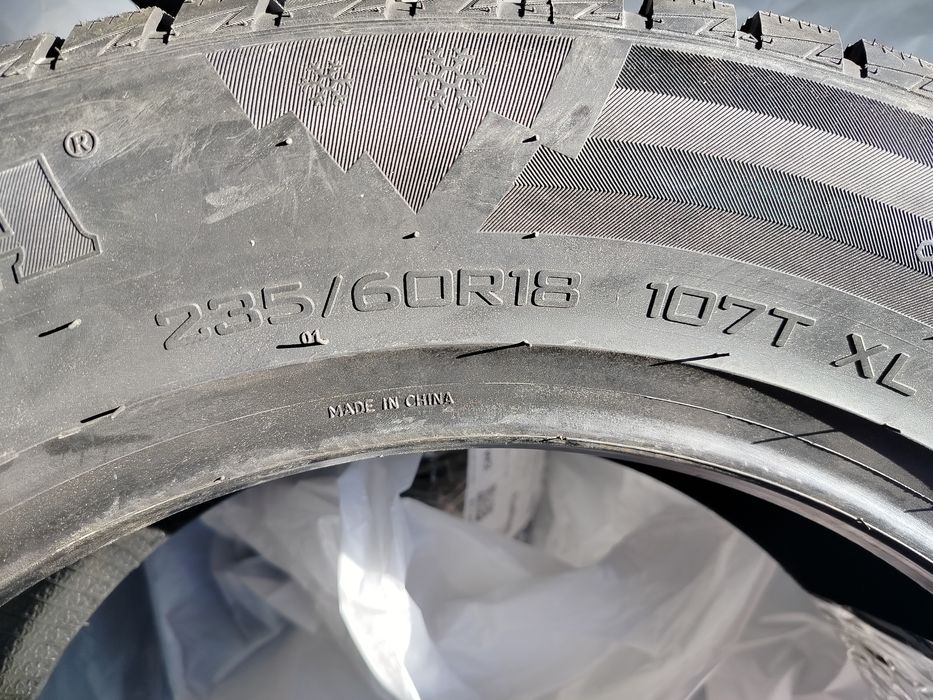 ®
235/60R18 107T XL
01
MADE IN CHINA